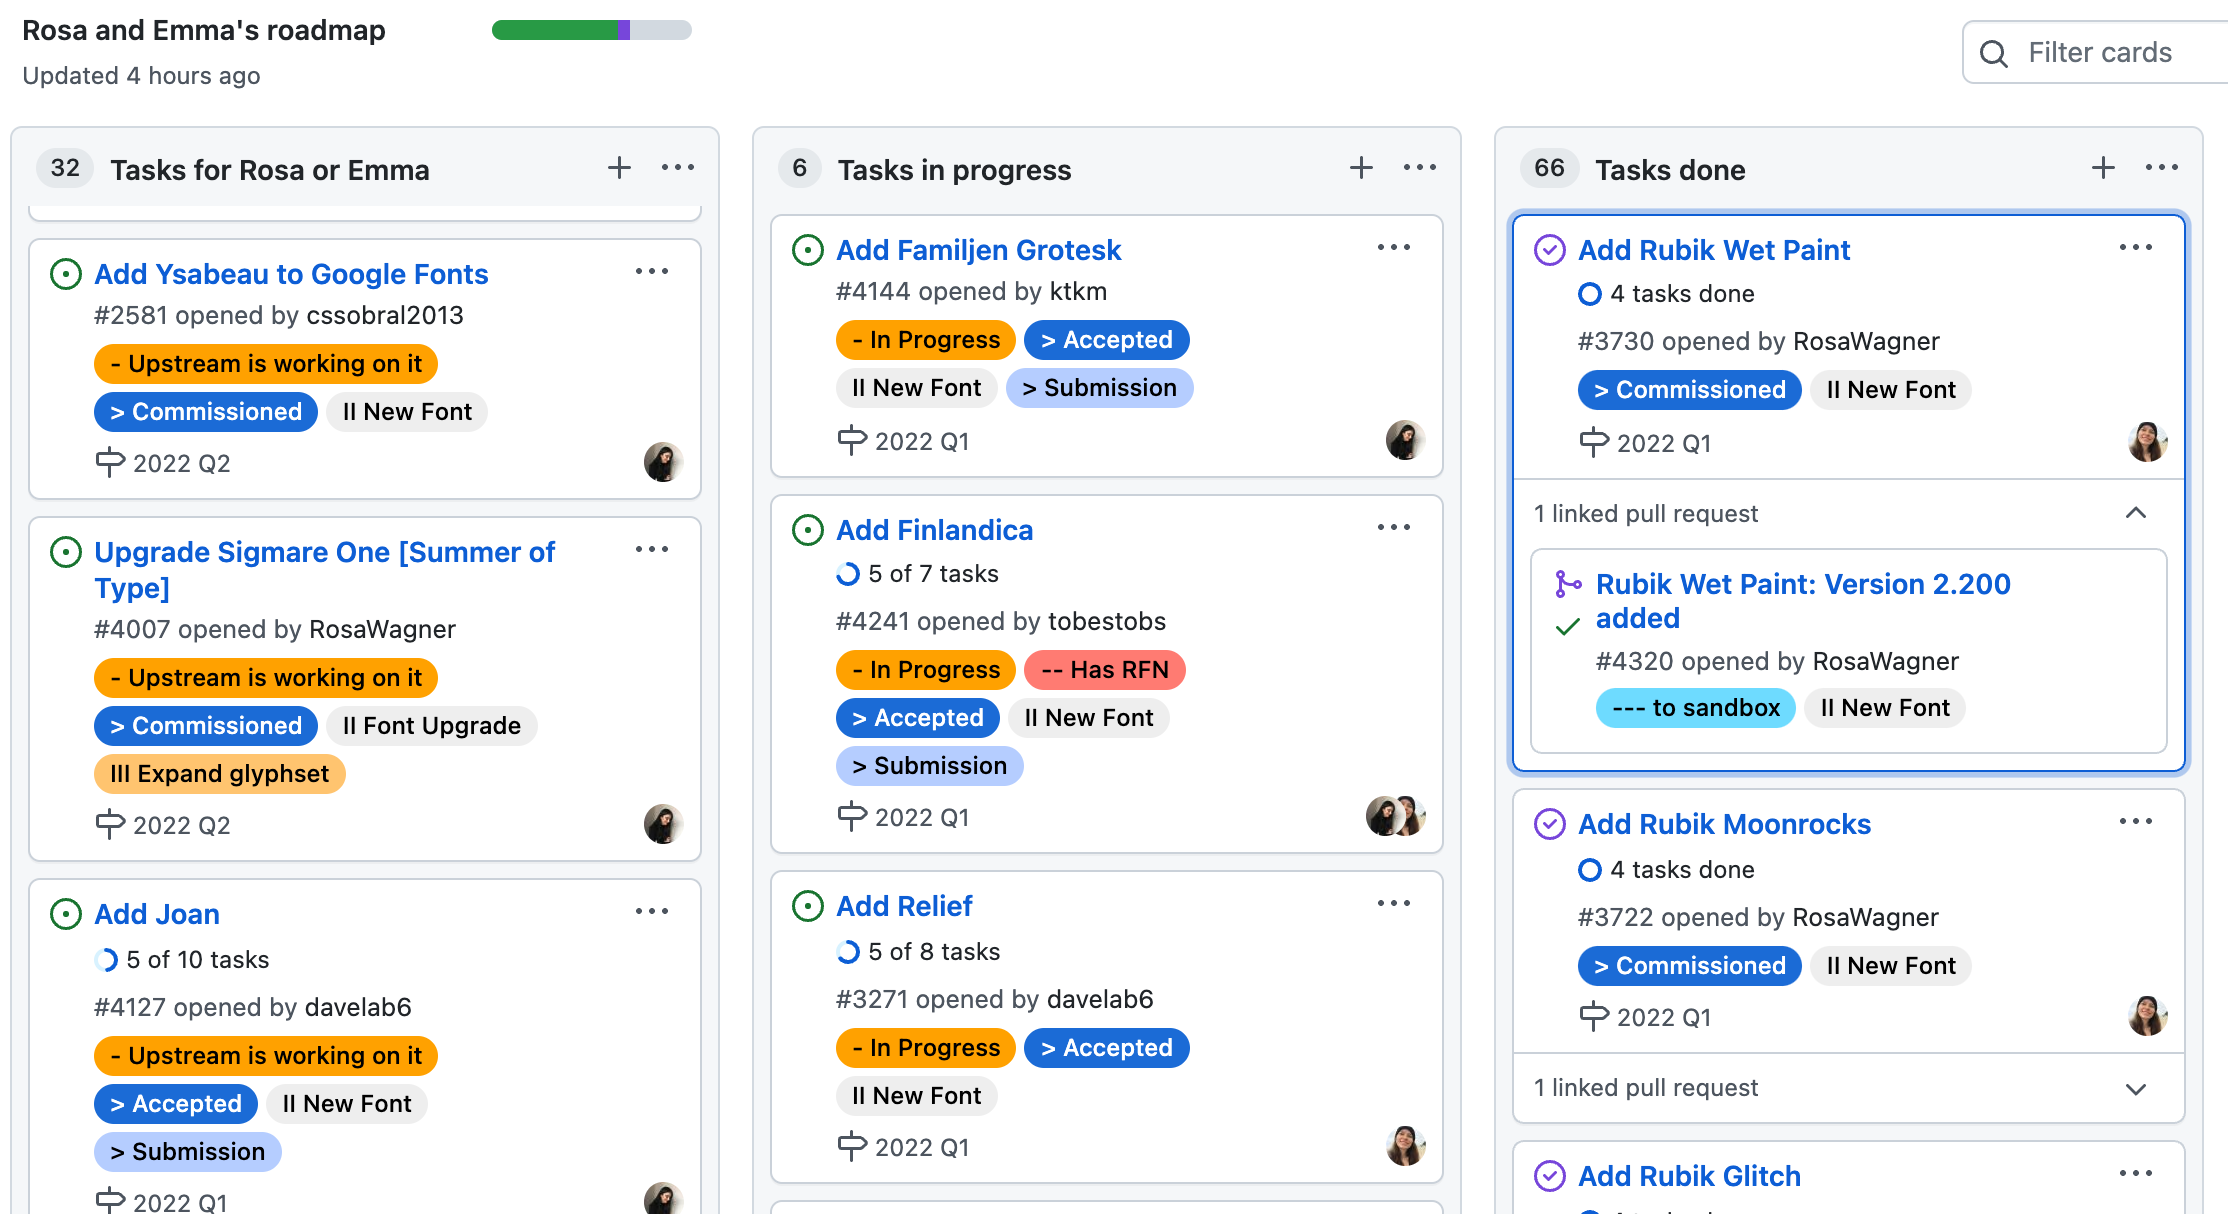 Rosa and Emma's roadmap
Updated 4 hours ago
Filter cards
32 Tasks for Rosa or Emma
Add Ysabeau to Google Fonts
#2581 opened by cssobral2013
- Upstream is working on it
> Commissioned II New Font
2022 Q2
Upgrade Sigmare One [Summer of
Type]
#4007 opened by RosaWagner
- Upstream is working on it
> Commissioned II Font Upgrade
III Expand glyphset
2022 Q2
Add Joan
5 of 10 tasks
#4127 opened by davelab6
- Upstream is working on it
> Accepted II New Font
> Submission
2022 Q1
6 Tasks in progress
Add Familjen Grotesk
#4144 opened by ktkm
- In Progress > Accepted
II New Font > Submission
2022 Q1
Add Finlandica
5 of 7 tasks
#4241 opened by tobestobs
- In Progress -- Has RFN
> Accepted II New Font
> Submission
2022 Q1
Add Relief
5 of 8 tasks
#3271 opened by davelab6
- In Progress > Accepted
II New Font
2022 Q1
66 Tasks done
Add Rubik Wet Paint
4 tasks done
#3730 opened by RosaWagner
> Commissioned II New Font
2022 Q1
1 linked pull request
Rubik Wet Paint: Version 2.200
added
#4320 opened by RosaWagner
--- to sandbox II New Font
Add Rubik Moonrocks
4 tasks done
#3722 opened by RosaWagner
> Commissioned II New Font
2022 Q1
1 linked pull request
Add Rubik Glitch